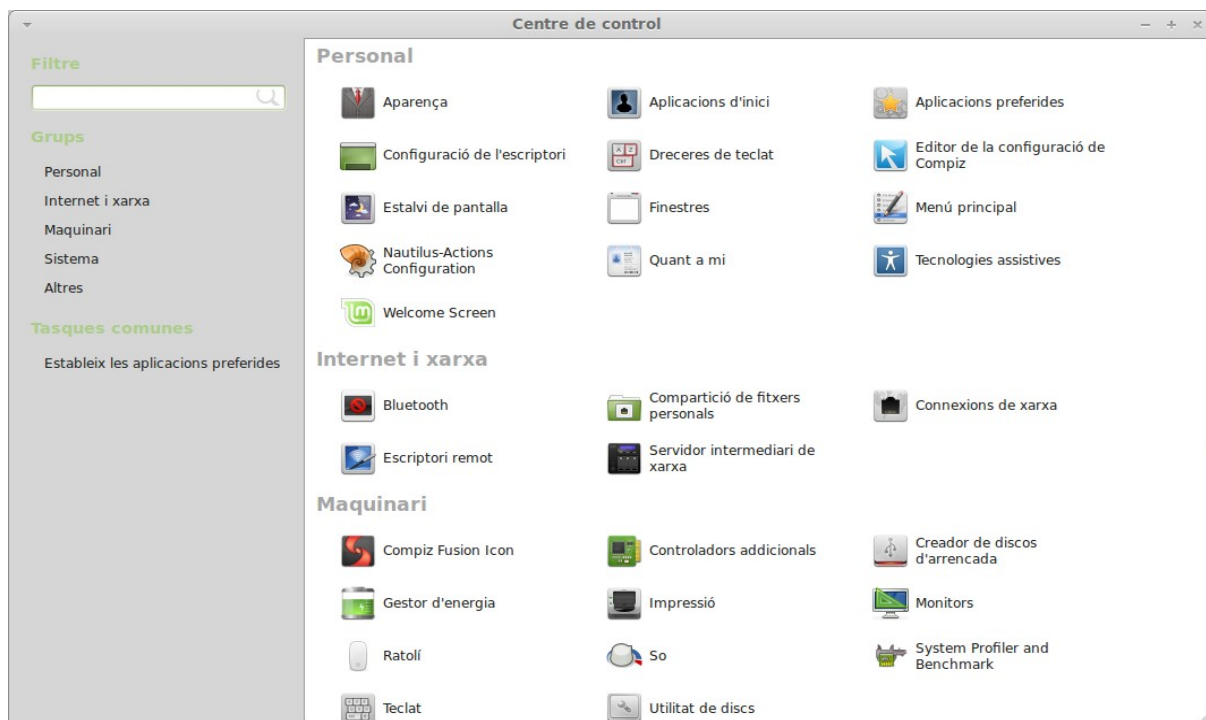 Centre de control
Filtre
Grups
Personal
Internet i xarxa
Maquinari
Sistema
Altres
Tasques comunes
Estableix les aplicacions preferides
Personal
Aparença
Aplicacions d'inici
Aplicacions preferides
Configuració de l'escriptori
Dreceres de teclat
Editor de la configuració de
Compiz
Estalvi de pantalla
Finestres
Menú principal
Nautilus-Actions
Configuration
Quant a mi
Tecnologies assistives
Welcome Screen
Internet i xarxa
Bluetooth
Compartició de fitxers
personals
Connexions de xarxa
Escriptori remot
Servidor intermediari de
xarxa
Maquinari
Compiz Fusion Icon
Controladors addicionals
Creador de discos
d'arrencada
Gestor d'energia
Impressió
Monitors
Ratolí
So
System Profiler and
Benchmark
Teclat
Utilitat de discs